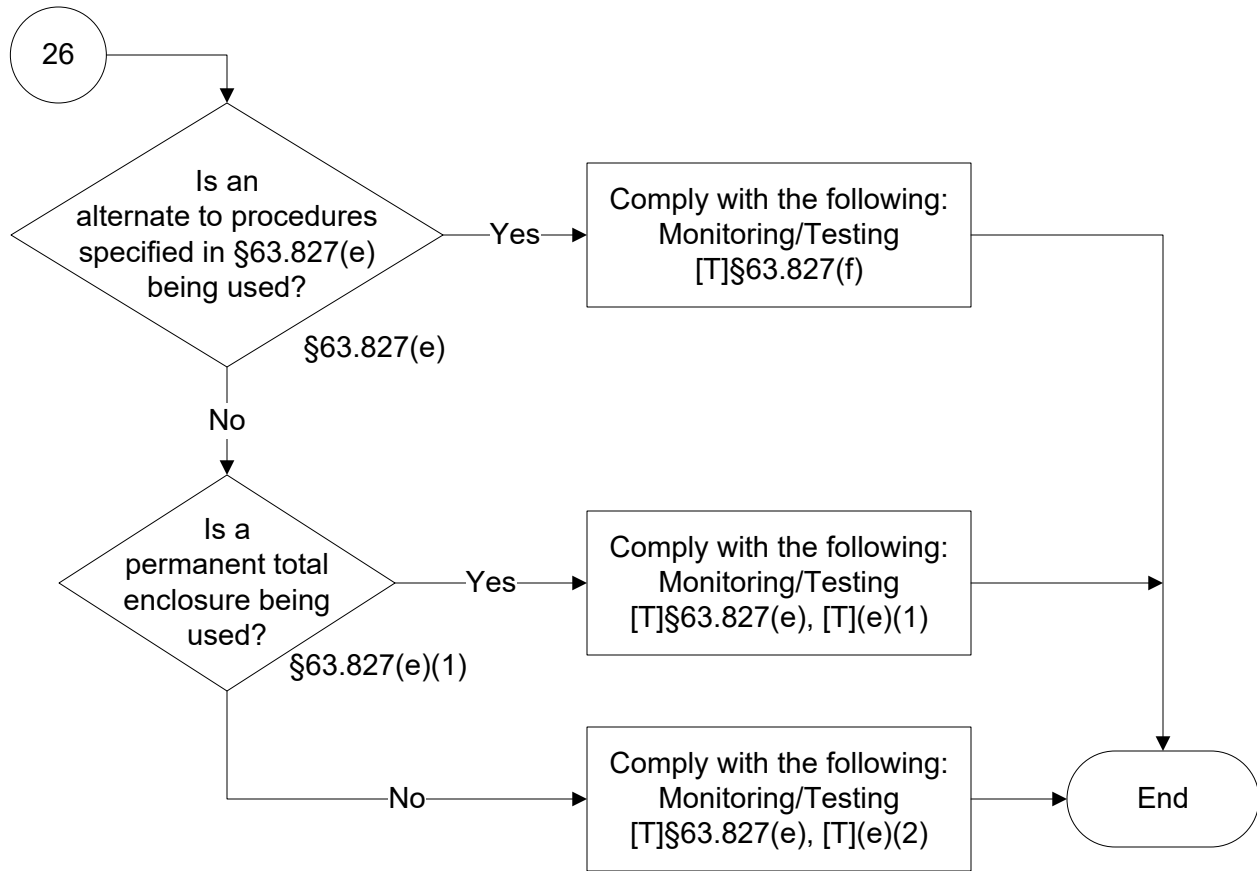 26
Is an
alternate to procedures
specified in §63.827(e)
being used?
§63.827(e)
Yes
Comply with the following:
Monitoring/Testing
[T]§63.827(f)
No
Is a
permanent total
enclosure being
used?
§63.827(e)(1)
Yes
Comply with the following:
Monitoring/Testing
[T]§63.827(e), [T](e)(1)
No
Comply with the following:
Monitoring/Testing
[T]§63.827(e), [T](e)(2)
End